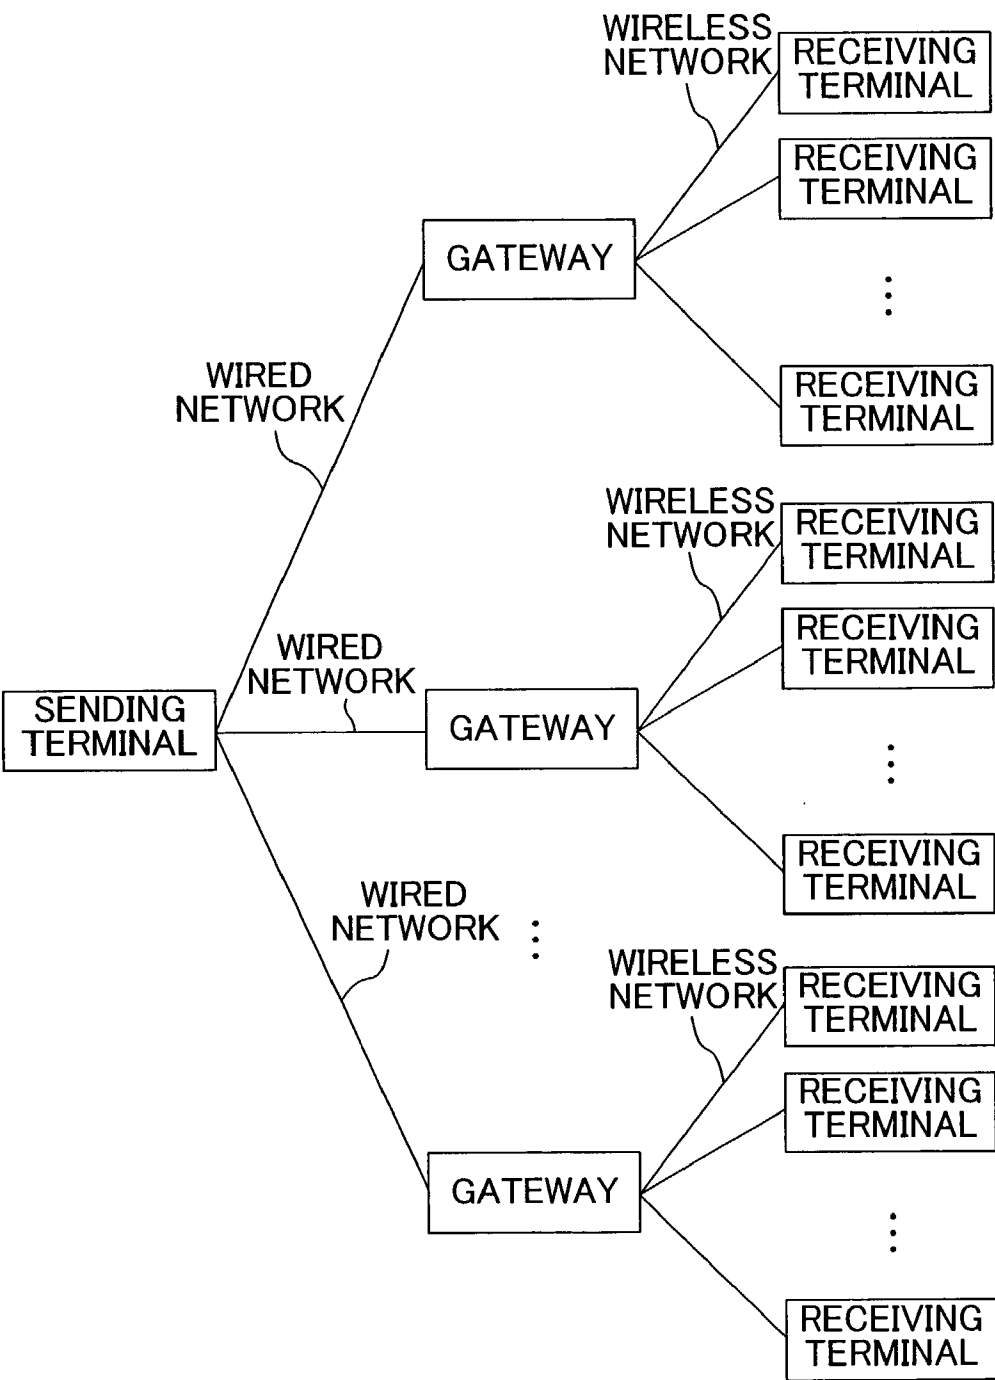 WIRELESS
NETWORK
RECEIVING
TERMINAL
RECEIVING
TERMINAL
GATEWAY
RECEIVING
TERMINAL
WIRED
NETWORK
WIRELESS
NETWORK
RECEIVING
TERMINAL
RECEIVING
TERMINAL
WIRED
NETWORK
SENDING
TERMINAL
GATEWAY
RECEIVING
TERMINAL
WIRED
NETWORK
WIRELESS
NETWORK
RECEIVING
TERMINAL
RECEIVING
TERMINAL
GATEWAY
RECEIVING
TERMINAL